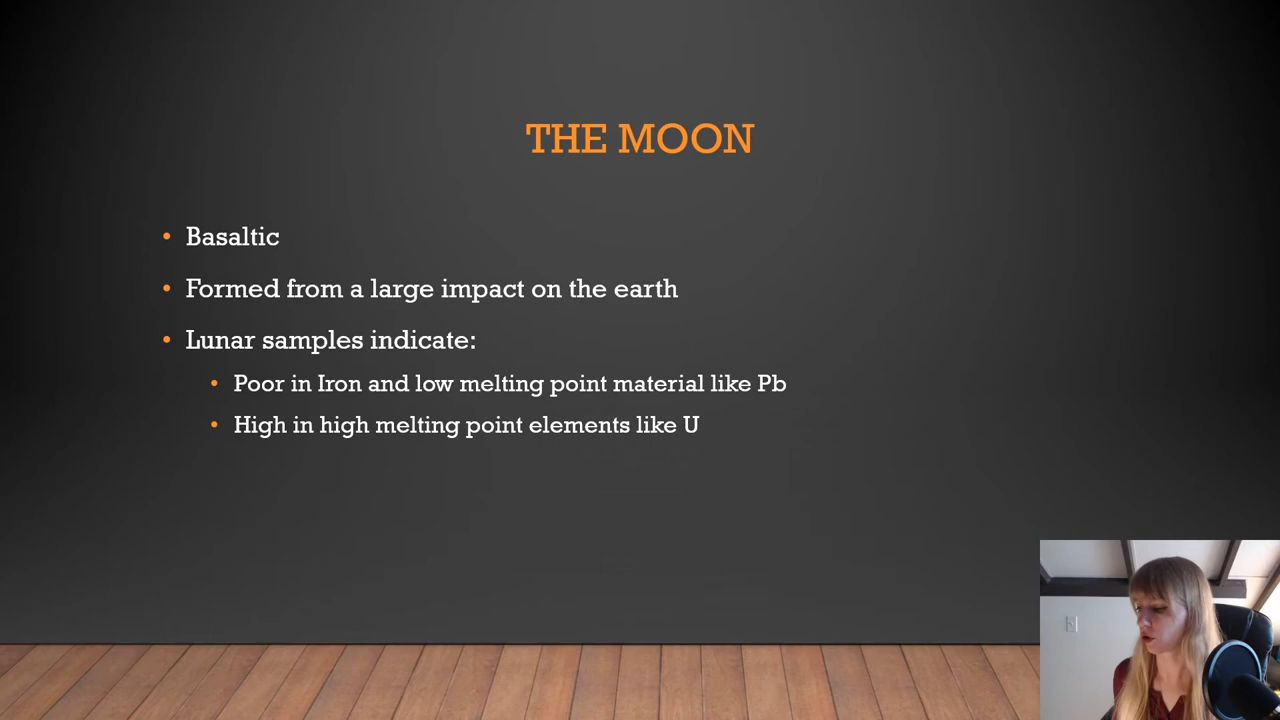 THE MOON
• Basaltic
• Formed from a large impact on the earth
• Lunar samples indicate:
• Poor in Iron and low melting point material like Pb
• High in high melting point elements like U